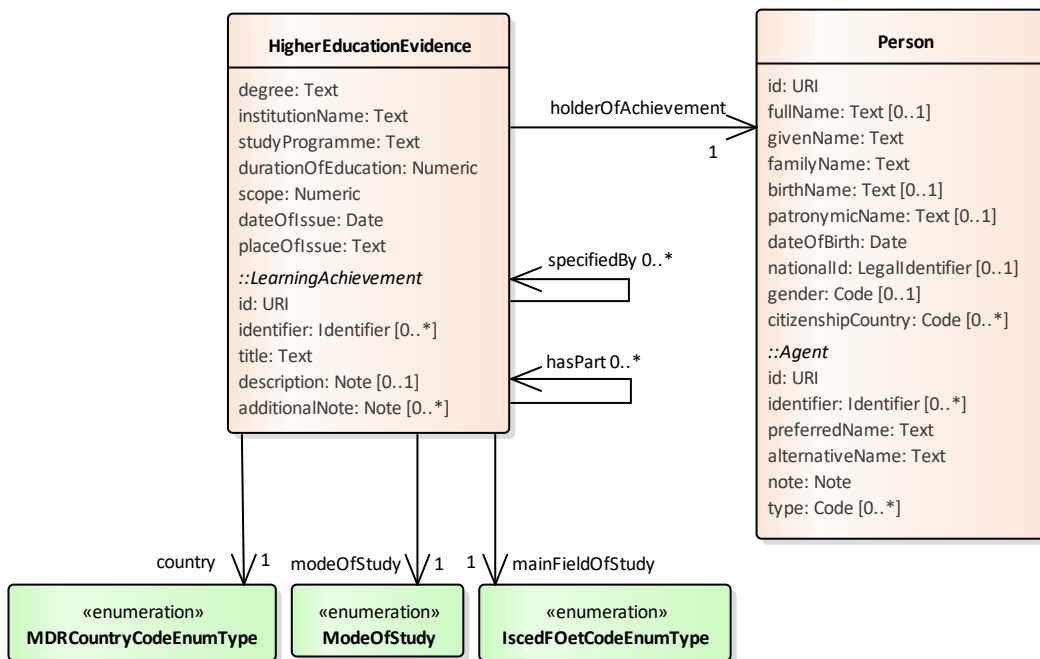 HigherEducationEvidence
degree: Text
institutionName: Text
studyProgramme: Text
durationOfEducation: Numeric
scope: Numeric
dateOfIssue: Date
placeOfIssue: Text
::LearningAchievement
id: URI
identifier: Identifier [0..*]
title: Text
description: Note [0..1]
additionalNote: Note [0..*]
holderOfAchievement
1
specifiedBy 0..*
hasPart 0..*
Person
id: URI
fullName: Text [0..1]
givenName: Text
familyName: Text
birthName: Text [0..1]
patronymicName: Text [0..1]
dateOfBirth: Date
nationalId: LegalIdentifier [0..1]
gender: Code [0..1]
citizenshipCountry: Code [0..*]
::Agent
id: URI
identifier: Identifier [0..*]
preferredName: Text
alternativeName: Text
note: Note
type: Code [0..*]
country 1
modeOfStudy 1
1 mainFieldOfStudy
«enumeration»
MDRCountryCodeEnumType
«enumeration»
ModeOfStudy
«enumeration»
IscedFOetCodeEnumType